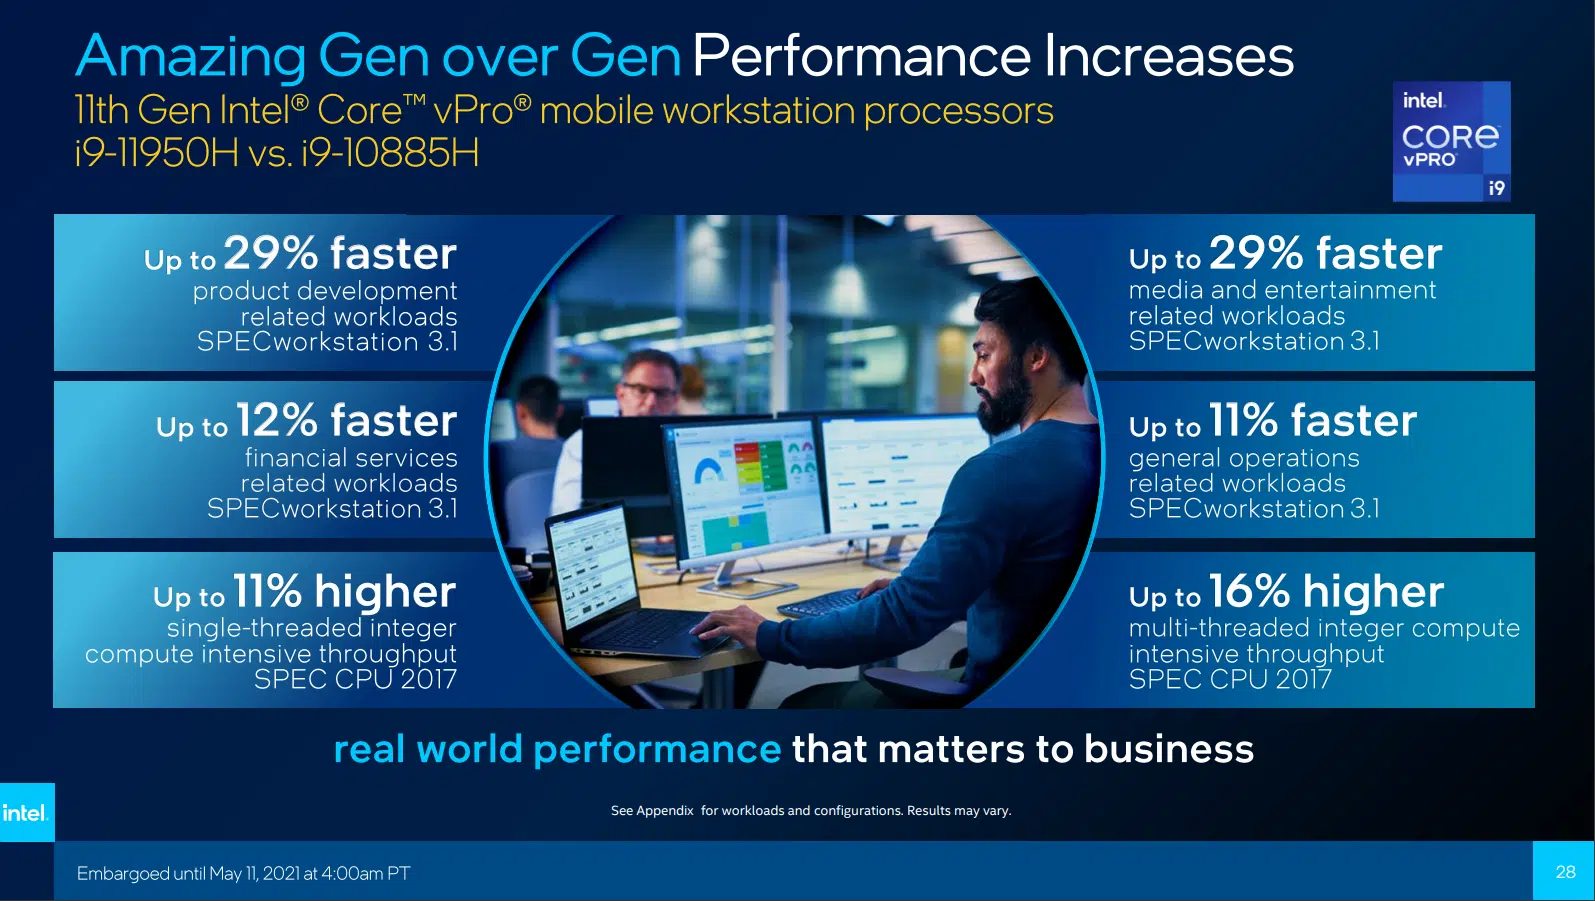 Amazing Gen over Gen Performance Increases
11th Gen Intel® Core™ vPro® mobile workstation processors
i9-11950H vs. i9-10885H
intel.
CORE™
vPRO™
i9
Up to 29% faster
product development
related workloads
SPECworkstation 3.1
Up to 29% faster
media and entertainment
related workloads
SPECworkstation 3.1
Up to 12% faster
financial services
related workloads
SPECworkstation 3.1
Up to 11% faster
general operations
related workloads
SPECworkstation 3.1
Up to 11% higher
single-threaded integer
compute intensive throughput
SPEC CPU 2017
Up to 16% higher
multi-threaded integer compute
intensive throughput
SPEC CPU 2017
real world performance that matters to business
intel.
See Appendix for workloads and configurations. Results may vary.
Embargoed until May 11, 2021 at 4:00am PT
28